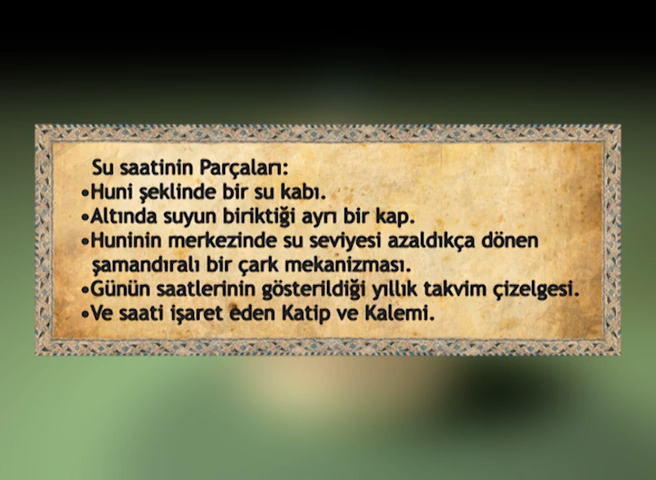 Su saatinin Parçaları:
•Huni şeklinde bir su kabı.
•Altında suyun biriktiği ayrı bir kap.
•Huninin merkezinde su seviyesi azaldıkça dönen
şamandıralı bir çark mekanizması.
•Günün saatlerinin gösterildiği yıllık takvim çizelgesi.
•Ve saati işaret eden Katip ve Kalemi.